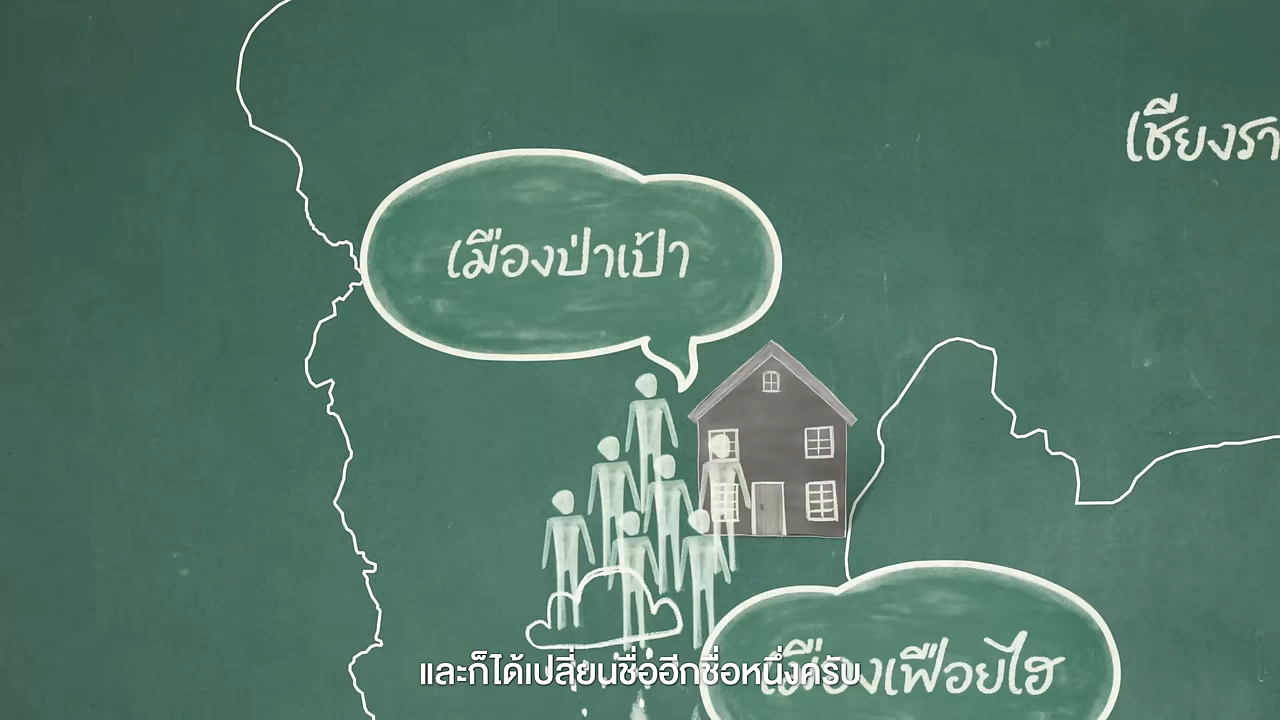 เชียงรา
เมืองป่าเป้า
เมืองเฟือยไฮ
และก็ได้เปลี่ยนชื่ออีกชื่อหนึ่งครับ